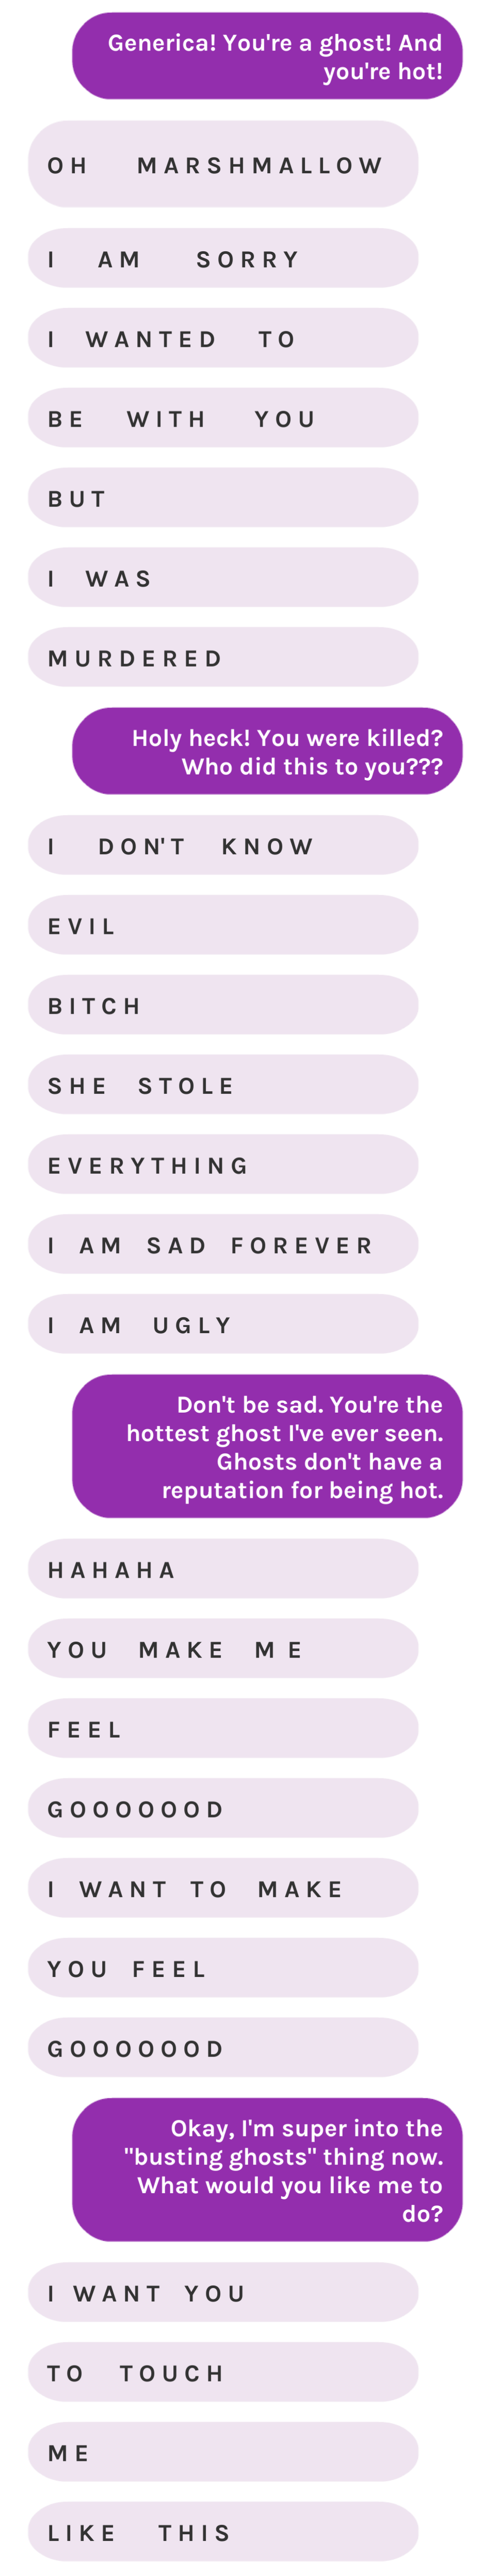 Generica! You're a ghost! And
you're hot!
OH MARSHMALLOW
I AM SORRY
I WANTED TO
BE WITH YOU
BUT
I WAS
MURDERED
Holy heck! You were killed?
Who did this to you???
I DON'T KNOW
EVIL
BITCH
SHE STOLE
EVERYTHING
I AM SAD FOREVER
I AM UGLY
Don't be sad. You're the
hottest ghost I've ever seen.
Ghosts don't have a
reputation for being hot.
HAHAHA
YOU MAKE ME
FEEL
GOOOOOOD
I WANT TO MAKE
YOU FEEL
GOOOOOOD
Okay, I'm super into the
"busting ghosts" thing now.
What would you like me to
do?
I WANT YOU
TO TOUCH
ME
LIKE THIS